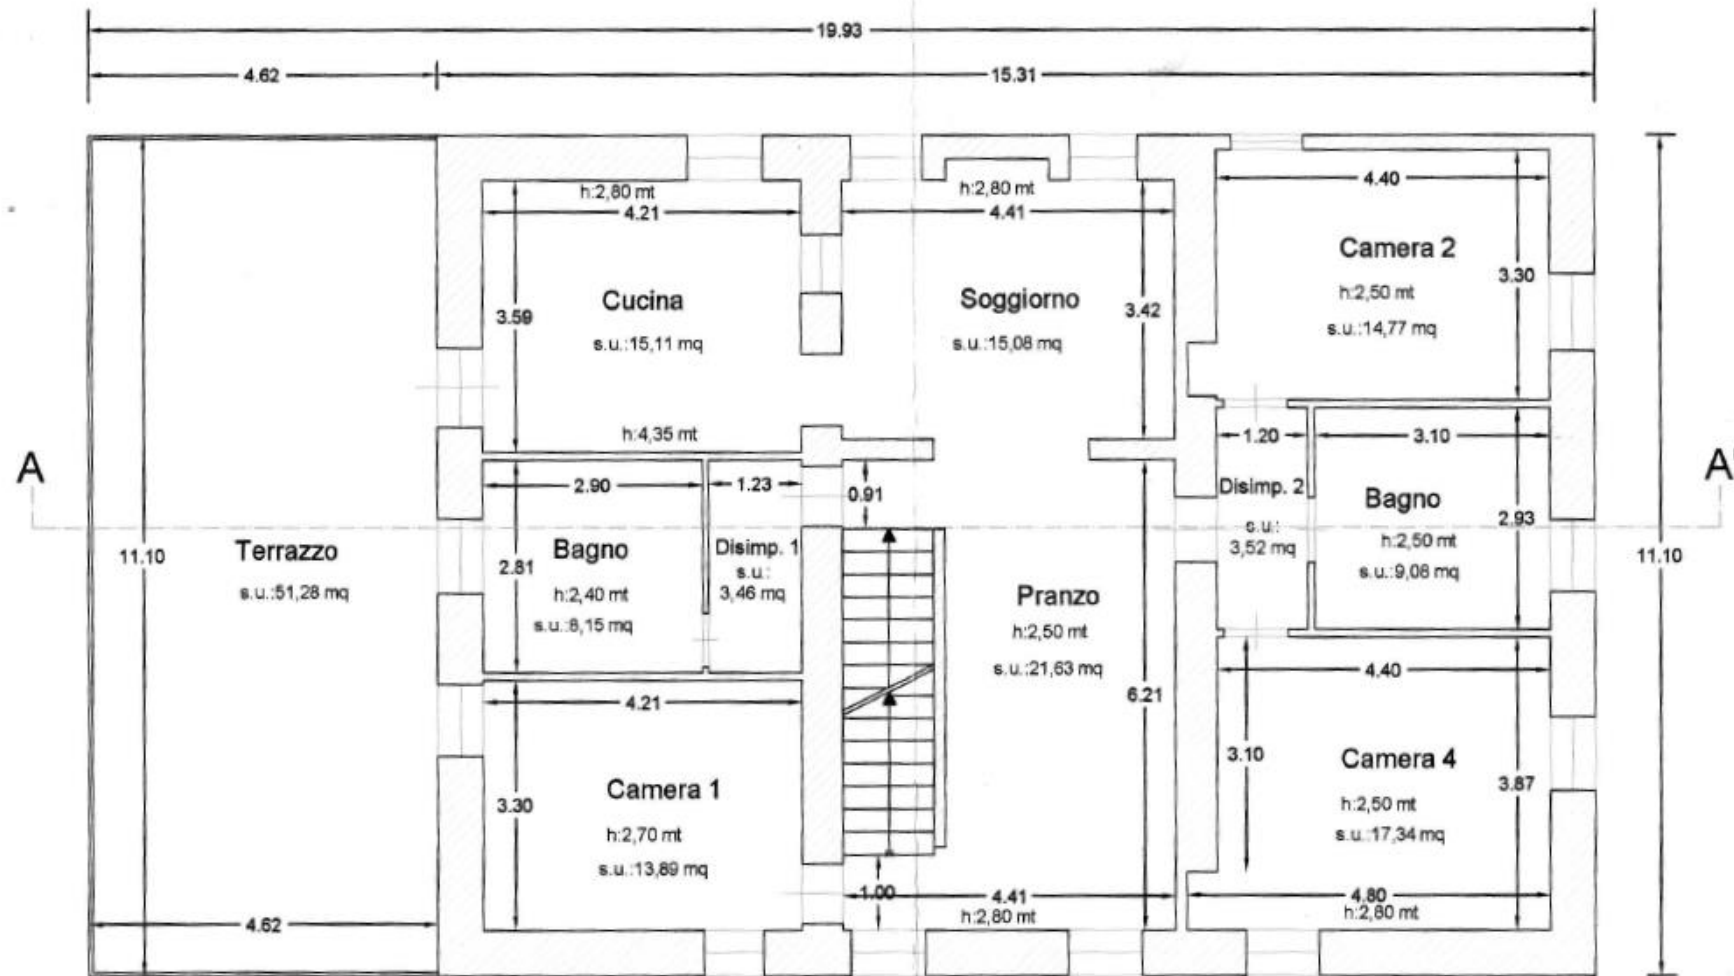 19.93
4.62
15.31
h:2,80 mt
4.21
h:2,80 mt
4.41
4.40
Camera 2
h:2,50 mt
s.u.:14,77 mq
3.30
Cucina
s.u.:15,11 mq
3.59
Soggiorno
s.u.:15,08 mq
3.42
h:4,35 mt
1.20
3.10
A
A'
2.90
1.23
0.91
Disimp. 2
s.u.:
3,52 mq
Bagno
h:2,50 mt
s.u.:9,08 mq
2.93
11.10
Terrazzo
s.u.:51,28 mq
2.81
Bagno
h:2,40 mt
s.u.:8,15 mq
Disimp. 1
s.u.:
3,46 mq
Pranzo
h:2,50 mt
s.u.:21,63 mq
11.10
4.21
6.21
4.40
3.10
Camera 4
h:2,50 mt
s.u.:17,34 mq
3.87
3.30
Camera 1
h:2,70 mt
s.u.:13,89 mq
4.62
1.00
4.41
h:2,80 mt
4.80
h:2,80 mt